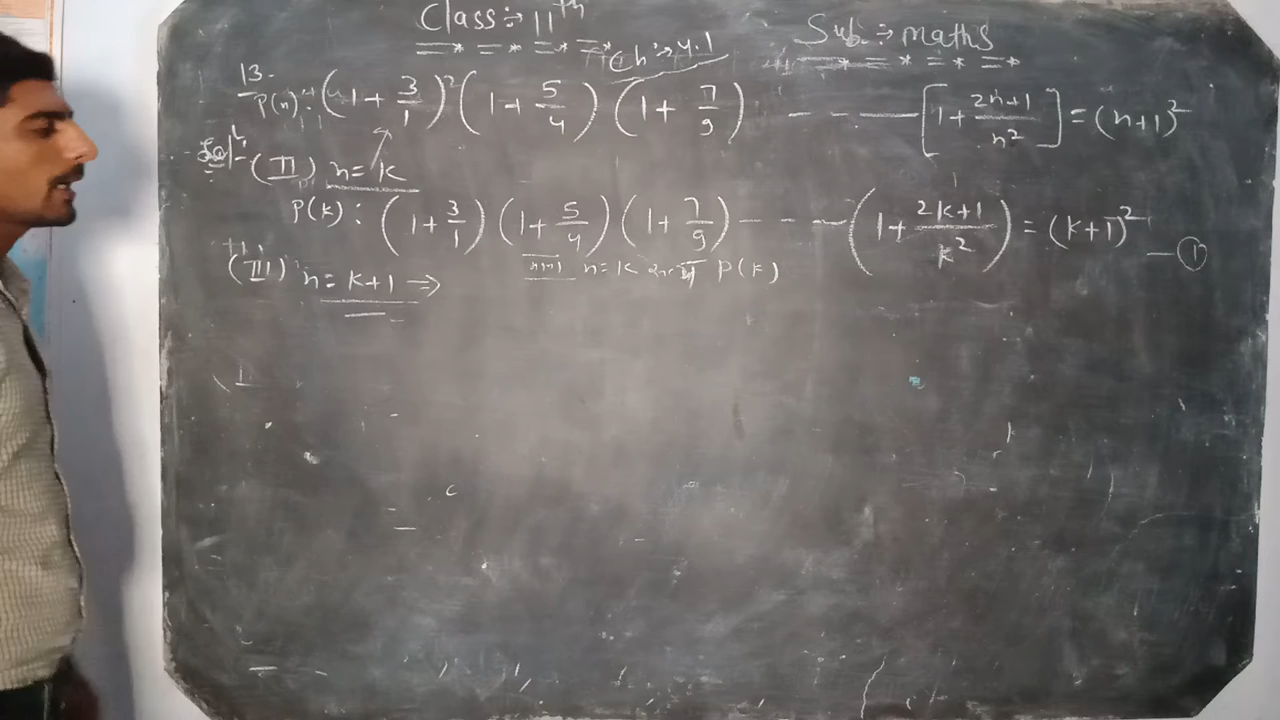 Class:- 11th
Sub:- maths
Ch:- 4.1
13.
P(n): (1+3/1)(1+5/4)(1+7/9) - - - - [1+(2n+1)/n²] = (n+1)²
Sol- (II) n=k
P(k): (1+3/1)(1+5/4)(1+7/9) - - - - (1+(2k+1)/k²) = (k+1)² —①
(III) n=k+1 ⇒
n=k P(k)